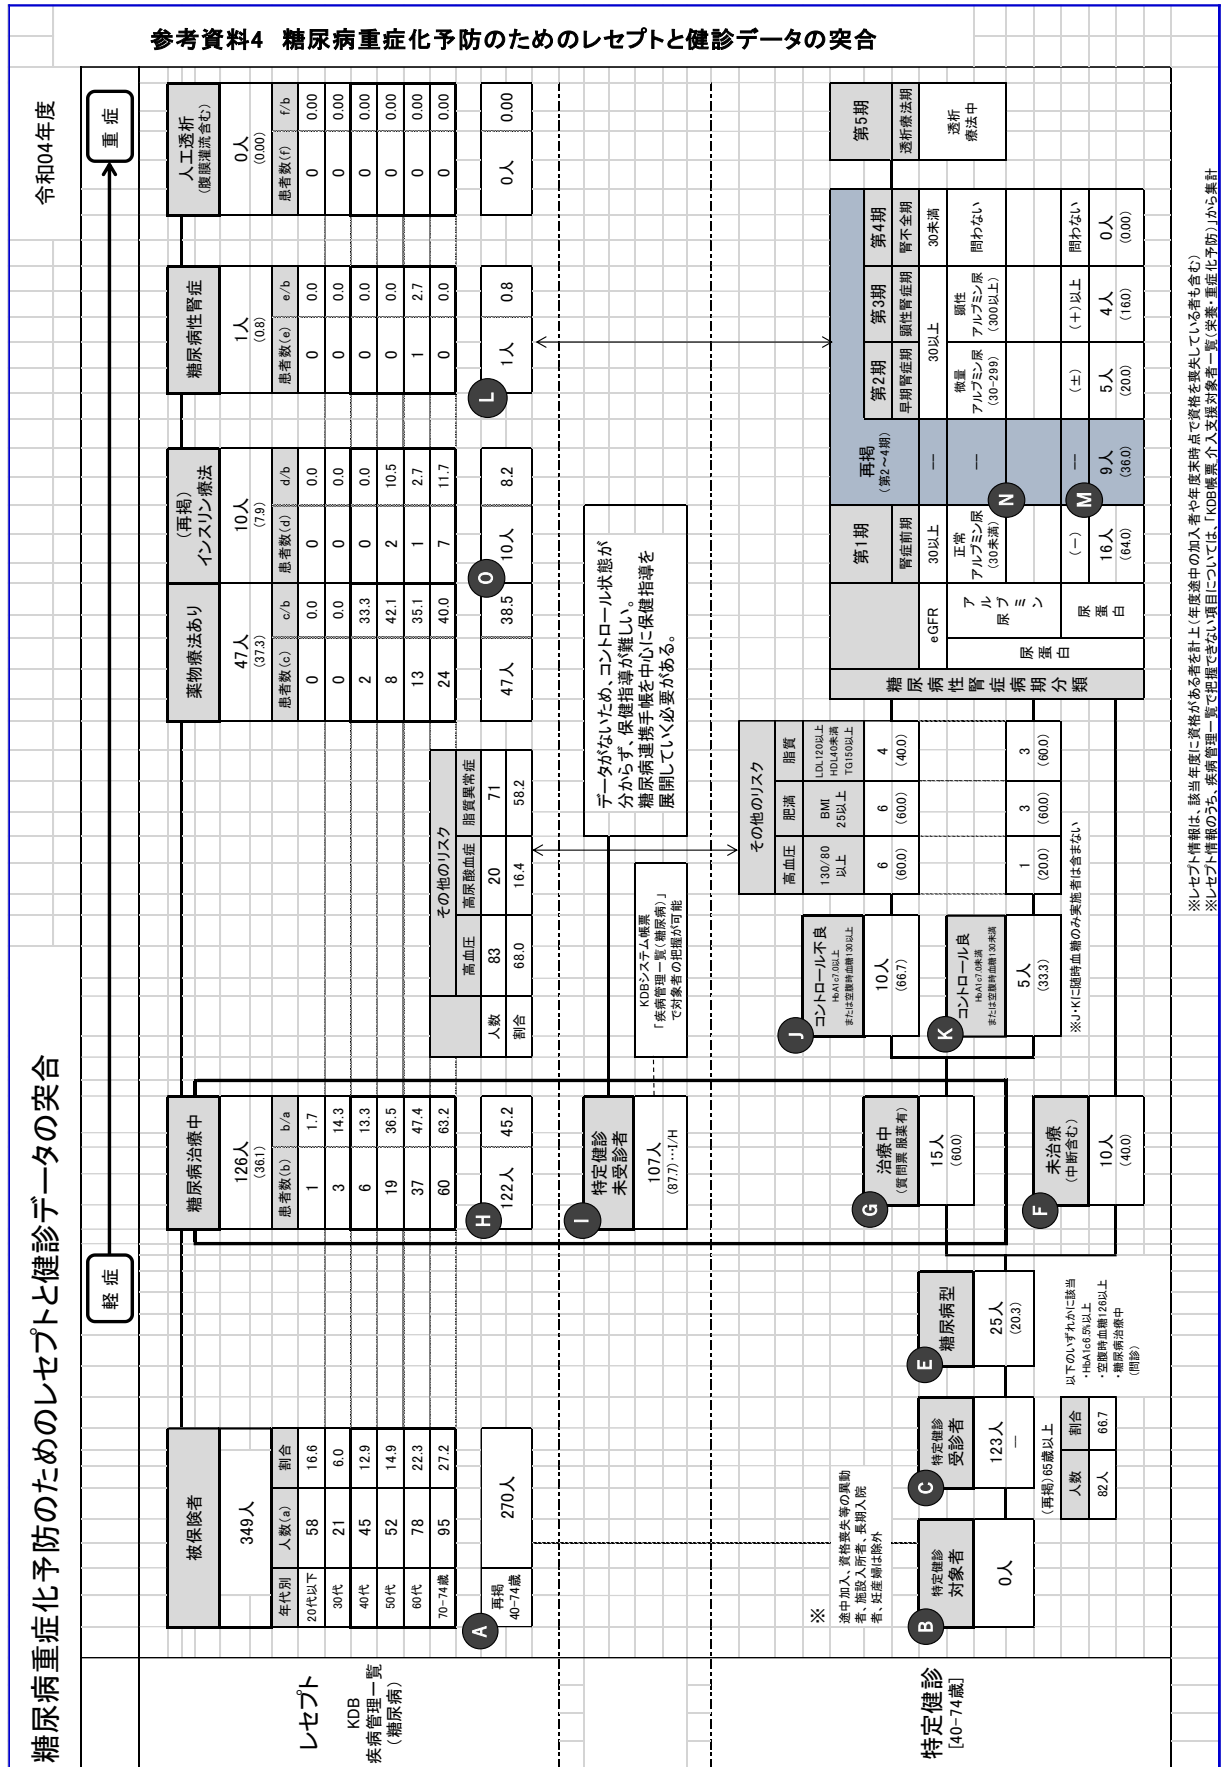 参考資料4 糖尿病重症化予防のためのレセプトと健診データの突合
糖尿病重症化予防のためのレセプトと健診データの突合
令和04年度
軽症
重症
レセプト
KDB
疾病管理一覧
(糖尿病)
被保険者
349人
年代別 人数(a) 割合
20代以下 58 16.6
30代 21 6.0
40代 45 12.9
50代 52 14.9
60代 78 22.3
70-74歳 95 27.2
A
再掲
40-74歳
270人
糖尿病治療中
126人
(36.1)
患者数(b) b/a
1 1.7
3 14.3
6 13.3
19 36.5
37 47.4
60 63.2
H
122人 45.2
その他のリスク
高血圧 高尿酸血症 脂質異常症
人数 83 20 71
割合 68.0 16.4 58.2
薬物療法あり
47人
(37.3)
患者数(c) c/b
0 0.0
0 0.0
2 33.3
8 42.1
13 35.1
24 40.0
47人 38.5
(再掲)
インスリン療法
10人
(7.9)
患者数(d) d/b
0 0.0
0 0.0
0 0.0
2 10.5
1 2.7
7 11.7
O
10人 8.2
糖尿病性腎症
1人
(0.8)
患者数(e) e/b
0 0.0
0 0.0
0 0.0
0 0.0
1 2.7
0 0.0
L
1人 0.8
人工透析
(腹膜灌流含む)
0人
(0.00)
患者数(f) f/b
0 0.00
0 0.00
0 0.00
0 0.00
0 0.00
0 0.00
0人 0.00
I
特定健診
未受診者
107人
(87.7)…I/H
KDBシステム帳票
「疾病管理一覧(糖尿病)」
で対象者の把握が可能
データがないため、コントロール状態が
分からず、保健指導が難しい。
糖尿病連携手帳を中心に保健指導を
展開していく必要がある。
特定健診
[40-74歳]
※
途中加入、資格喪失等の異動
者、施設入所者、長期入院
者、妊産婦は除外
B
特定健診
対象者
0人
C
特定健診
受診者
123人
―
(再掲)65歳以上
人数 割合
82人 66.7
E
糖尿病型
25人
(20.3)
以下のいずれかに該当
・HbA1c6.5%以上
・空腹時血糖126以上
・糖尿病治療中
(問診)
G
治療中
(質問票 服薬有)
15人
(60.0)
F
未治療
(中断含む)
10人
(40.0)
J
コントロール不良
HbA1c7.0以上
または空腹時血糖130以上
10人
(66.7)
K
コントロール良
HbA1c7.0未満
または空腹時血糖130未満
5人
(33.3)
※J・Kに随時血糖のみ実施者は含まない
その他のリスク
高血圧 肥満 脂質
130/80
以上
BMI
25以上
LDL120以上
HDL40未満
TG150以上
6 6 4
(60.0) (60.0) (40.0)
1 3 3
(20.0) (60.0) (60.0)
糖尿病性腎症病期分類
eGFR
尿蛋白
尿アルブミン
尿蛋白
第1期
腎症前期
30以上
正常
アルブミン尿
(30未満)
(－)
16人
(64.0)
再掲
(第2～4期)
―
―
N
―
M
9人
(36.0)
第2期 第3期 第4期
早期腎症期 顕性腎症期 腎不全期
30以上 30未満
微量
アルブミン尿
(30-299)
顕性
アルブミン尿
(300以上)
問わない
(±) (＋)以上 問わない
5人 4人 0人
(20.0) (16.0) (0.00)
第5期
透析療法期
透析
療法中
※レセプト情報は、該当年度に資格がある者を計上(年度途中の加入者や年度末時点で資格を喪失している者も含む)
※レセプト情報のうち、疾病管理一覧で把握できない項目については、「KDB帳票_介入支援対象者一覧(栄養・重症化予防)」から集計